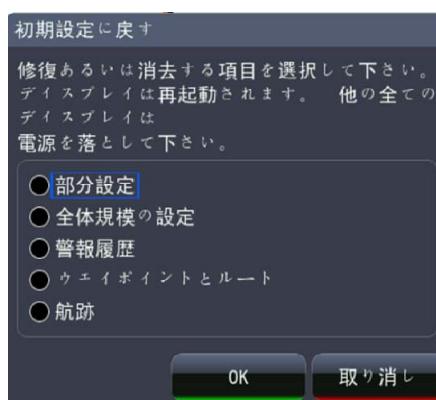 初期設定に戻す
修復あるいは消去する項目を選択して下さい。
ディスプレイは再起動されます。 他の全ての
ディスプレイは
電源を落として下さい。
部分設定
全体規模の設定
警報履歴
ウエイポイントとルート
航跡
OK
取り消し